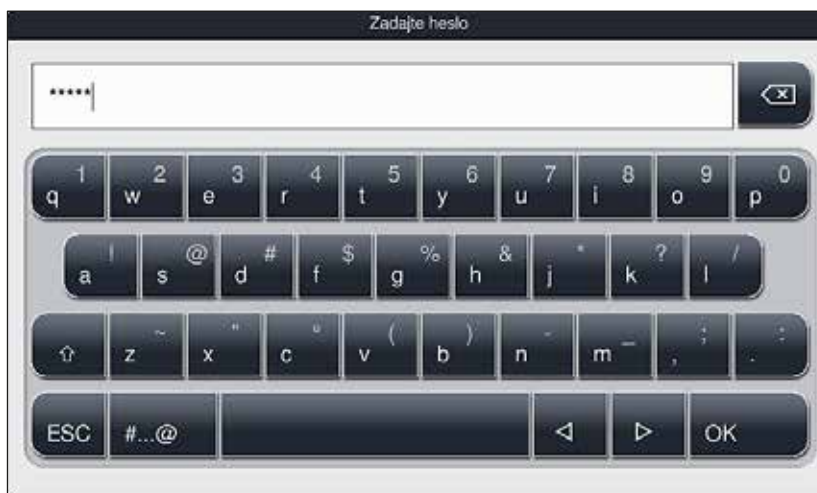 Zadajte heslo
*****
q 1 w 2 e 3 r 4 t 5 y 6 u 7 i 8 o 9 p 0
a ! s @ d # f $ g % h & j * k ? l /
z ~ x " c º v ( b ) n - m _ , ; . :
ESC #...@ OK